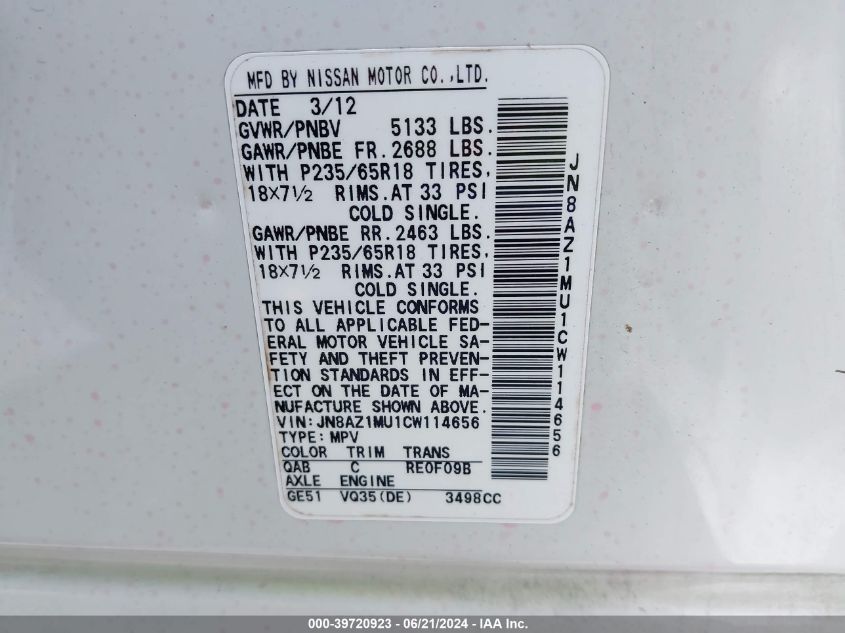 MFD BY NISSAN MOTOR CO.,LTD.
DATE 3/12
GVWR/PNBV 5133 LBS.
GAWR/PNBE FR.2688 LBS.
WITH P235/65R18 TIRES,
18×7½ RIMS.AT 33 PSI
COLD SINGLE.
GAWR/PNBE RR.2463 LBS.
WITH P235/65R18 TIRES,
18×7½ RIMS.AT 33 PSI
COLD SINGLE.
THIS VEHICLE CONFORMS
TO ALL APPLICABLE FED-
ERAL MOTOR VEHICLE SA-
FETY AND THEFT PREVEN-
TION STANDARDS IN EFF-
ECT ON THE DATE OF MA-
NUFACTURE SHOWN ABOVE.
VIN:JN8AZ1MU1CW114656
TYPE:MPV
COLOR TRIM TRANS
QAB C RE0F09B
AXLE ENGINE
GE51 VQ35(DE) 3498CC
JN8AZ1MU1CW114656
000-39720923 - 06/21/2024 - IAA Inc.